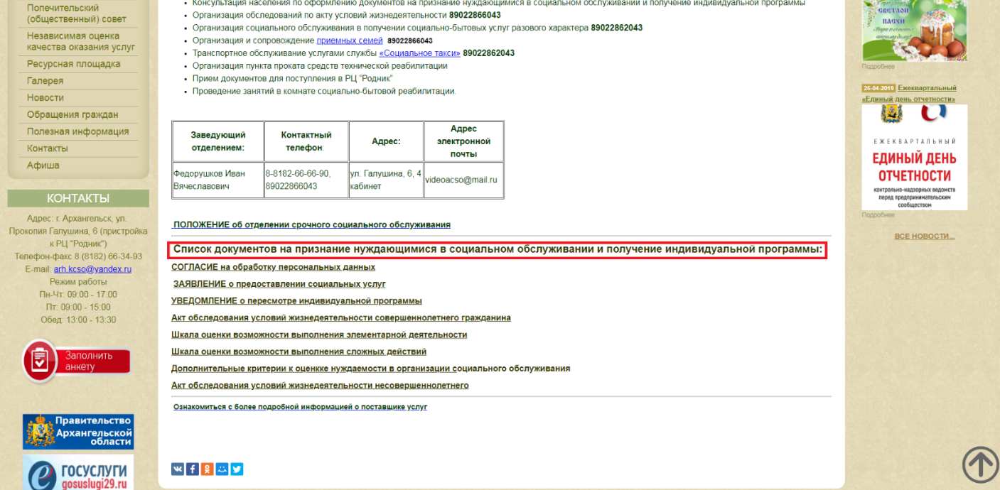 Попечительский
(общественный) совет
Независимая оценка
качества оказания услуг
Ресурсная площадка
Галерея
Новости
Обращения граждан
Полезная информация
Контакты
Афиша
КОНТАКТЫ
Адрес: г. Архангельск, ул.
Прокопия Галушина, 6 (пристройка
к РЦ "Родник")
Телефон-факс 8 (8182) 66-34-93
E-mail: arh.kcso@yandex.ru
Режим работы
Пн-Чт: 09:00 - 17:00
Пт: 09:00 - 15:00
Обед: 13:00 - 13:30
Заполнить
анкету
Правительство
Архангельской
области
ГОСУСЛУГИ
gosuslugi29.ru
Консультация населения по оформлению документов на признание нуждающимися в социальном обслуживании и получение индивидуальной программы
Организация обследований по акту условий жизнедеятельности 89022866043
Организация социального обслуживания в получении социально-бытовых услуг разового характера 89022862043
Организация и сопровождение приемных семей 89022866043
Транспортное обслуживание услугами службы «Социальное такси» 89022862043
Организация пункта проката средств технической реабилитации
Прием документов для поступления в РЦ "Родник"
Проведение занятий в комнате социально-бытовой реабилитации.
Заведующий
отделением:
Контактный
телефон:
Адрес:
Адрес
электронной
почты
Федорушков Иван
Вячеславович
8-8182-66-66-90,
89022866043
ул. Галушина, 6, 4
кабинет
videoacso@mail.ru
ПОЛОЖЕНИЕ об отделении срочного социального обслуживания
Список документов на признание нуждающимися в социальном обслуживании и получение индивидуальной программы:
СОГЛАСИЕ на обработку персональных данных
ЗАЯВЛЕНИЕ о предоставлении социальных услуг
УВЕДОМЛЕНИЕ о пересмотре индивидуальной программы
Акт обследования условий жизнедеятельности совершеннолетнего гражданина
Шкала оценки возможности выполнения элементарной деятельности
Шкала оценки возможности выполнения сложных действий
Дополнительные критерии к оценкке нуждаемости в организации социального обслуживания
Акт обследования условий жизнедеятельности несовершеннолетнего
Ознакомиться с более подробной информацией о поставщике услуг
СВЕТЛОЙ
ПАСХИ
Подробнее
25-04-2019 Ежеквартальный
«Единый день отчетности»
ЕЖЕКВАРТАЛЬНЫЙ
ЕДИНЫЙ ДЕНЬ
ОТЧЕТНОСТИ
контрольно-надзорных ведомств
перед предпринимательским
сообществом
Подробнее
ВСЕ НОВОСТИ...